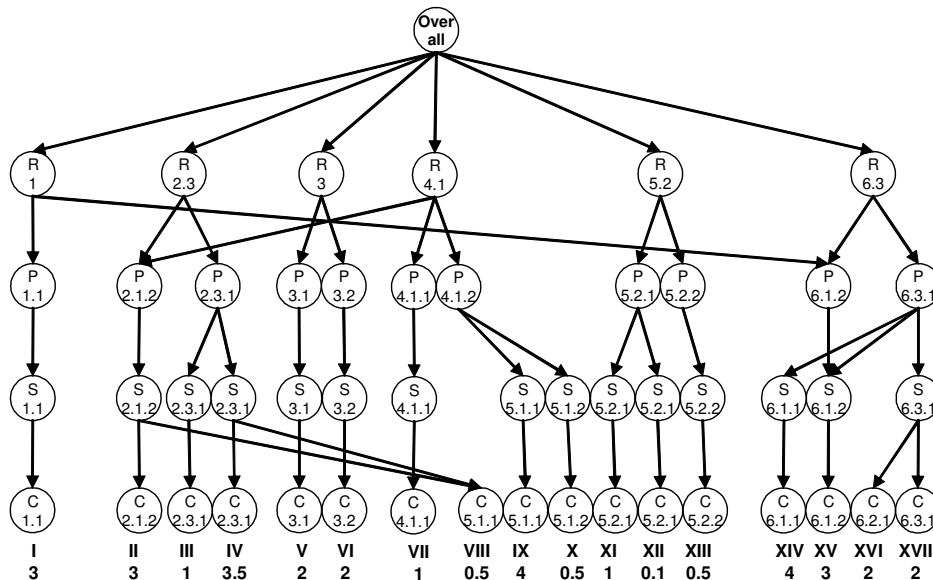 Over
all
R R R R R R
1 2.3 3 4.1 5.2 6.3
P P P P P P P P P P P
1.1 2.1.2 2.3.1 3.1 3.2 4.1.1 4.1.2 5.2.1 5.2.2 6.1.2 6.3.1
S S S S S S S S S S S S S S S S
1.1 2.1.2 2.3.1 2.3.1 3.1 3.2 4.1.1 5.1.1 5.1.2 5.2.1 5.2.1 5.2.2 6.1.1 6.1.2 6.3.1
C C C C C C C C C C C C C C C C C
1.1 2.1.2 2.3.1 2.3.1 3.1 3.2 4.1.1 5.1.1 5.1.1 5.1.2 5.2.1 5.2.1 5.2.2 6.1.1 6.1.2 6.2.1 6.3.1
I II III IV V VI VII VIII IX X XI XII XIII XIV XV XVI XVII
3 3 1 3.5 2 2 1 0.5 4 0.5 1 0.1 0.5 4 3 2 2